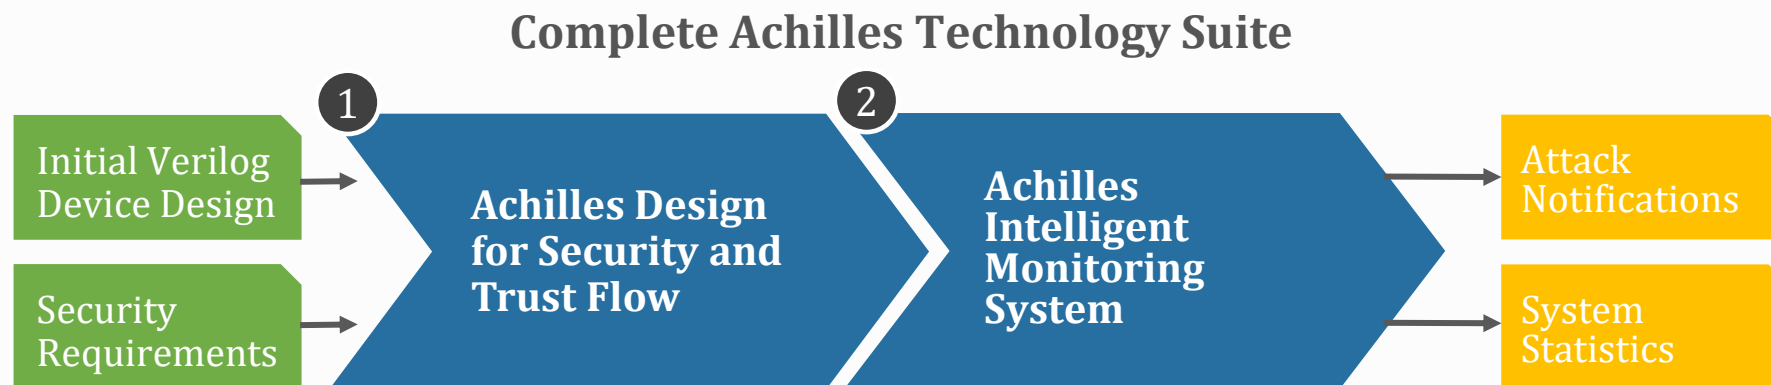 Complete Achilles Technology Suite
1
2
Initial Verilog
Device Design
Security
Requirements
Achilles Design
for Security and
Trust Flow
Achilles
Intelligent
Monitoring
System
Attack
Notifications
System
Statistics